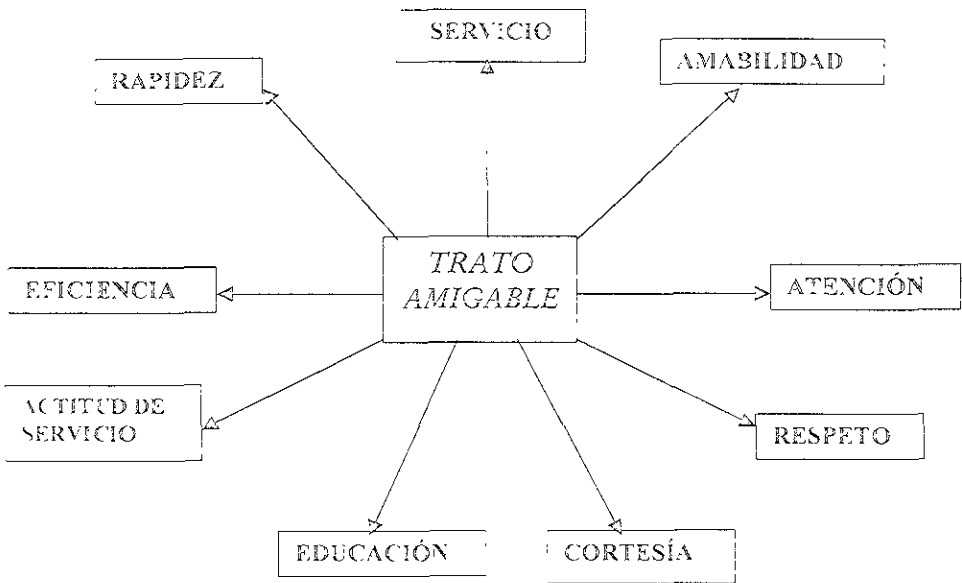 SERVICIO
RAPIDEZ
AMABILIDAD
TRATO
AMIGABLE
EFICIENCIA
ATENCIÓN
ACTITUD DE
SERVICIO
RESPETO
EDUCACIÓN
CORTESÍA